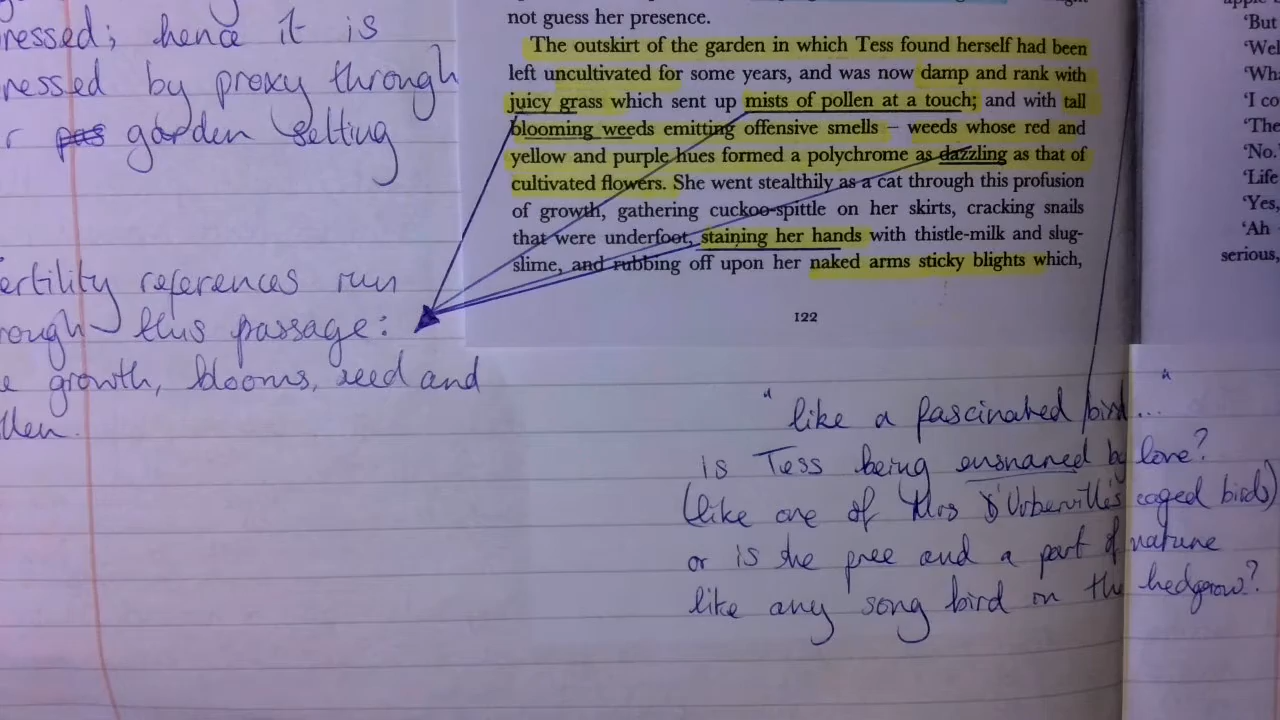 not guess her presence.
The outskirt of the garden in which Tess found herself had been
left uncultivated for some years, and was now damp and rank with
juicy grass which sent up mists of pollen at a touch; and with tall
blooming weeds emitting offensive smells – weeds whose red and
yellow and purple hues formed a polychrome as dazzling as that of
cultivated flowers. She went stealthily as a cat through this profusion
of growth, gathering cuckoo-spittle on her skirts, cracking snails
that were underfoot, staining her hands with thistle-milk and slug-
slime, and rubbing off upon her naked arms sticky blights which,
122
ressed; hence it is
ressed by proxy through
r garden setting
ertility references run
rough this passage:
e growth, blooms, seed and
llen.
"like a fascinated bird..."
is Tess being ensnared by love?
(like one of Mrs D'Urberville's caged birds)
or is she free and a part of nature
like any song bird in the hedgerow?
'But
'Wel
'Wha
'I co
'The
'No.
'Life
'Yes,
'Ah
serious,